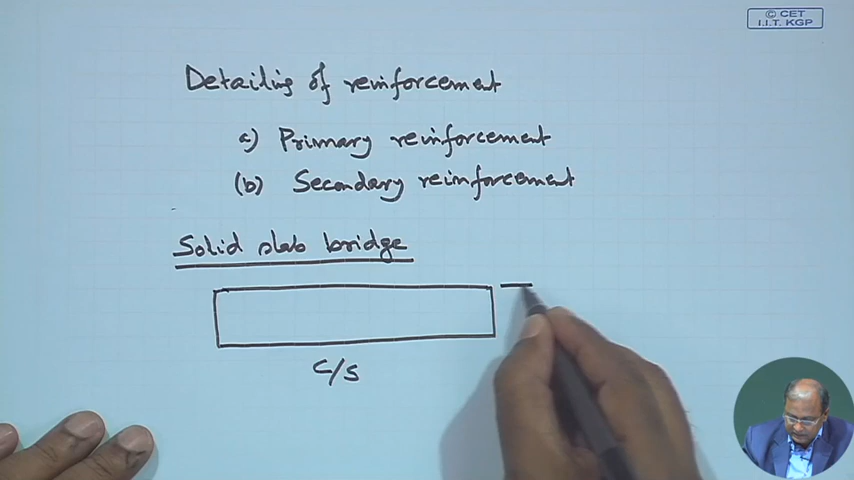 © CET
I.I.T. KGP
Detailing of reinforcement
a) Primary reinforcement
(b) Secondary reinforcement
Solid slab bridge
C/S